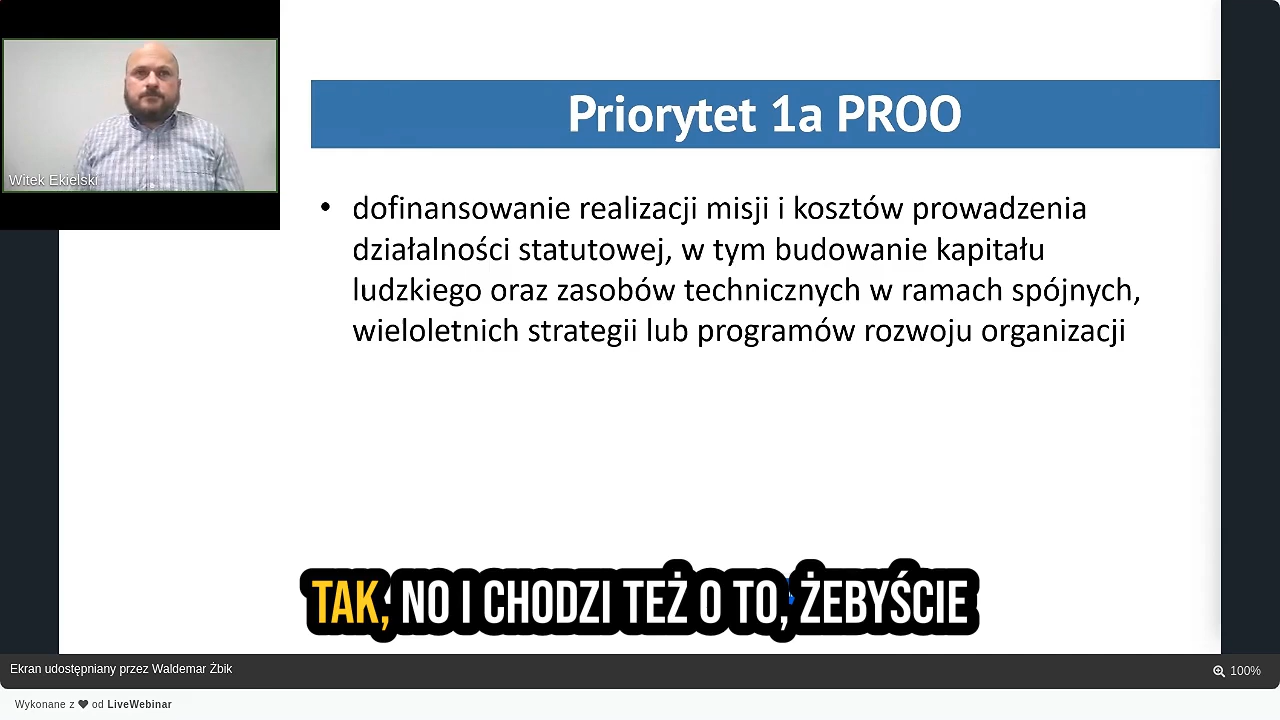 Witek Ekielski
Priorytet 1a PROO
• dofinansowanie realizacji misji i kosztów prowadzenia
działalności statutowej, w tym budowanie kapitału
ludzkiego oraz zasobów technicznych w ramach spójnych,
wieloletnich strategii lub programów rozwoju organizacji
TAK, NO I CHODZI TEŻ O TO, ŻEBYŚCIE
Ekran udostępniany przez Waldemar Żbik
100%
Wykonane z ❤ od LiveWebinar